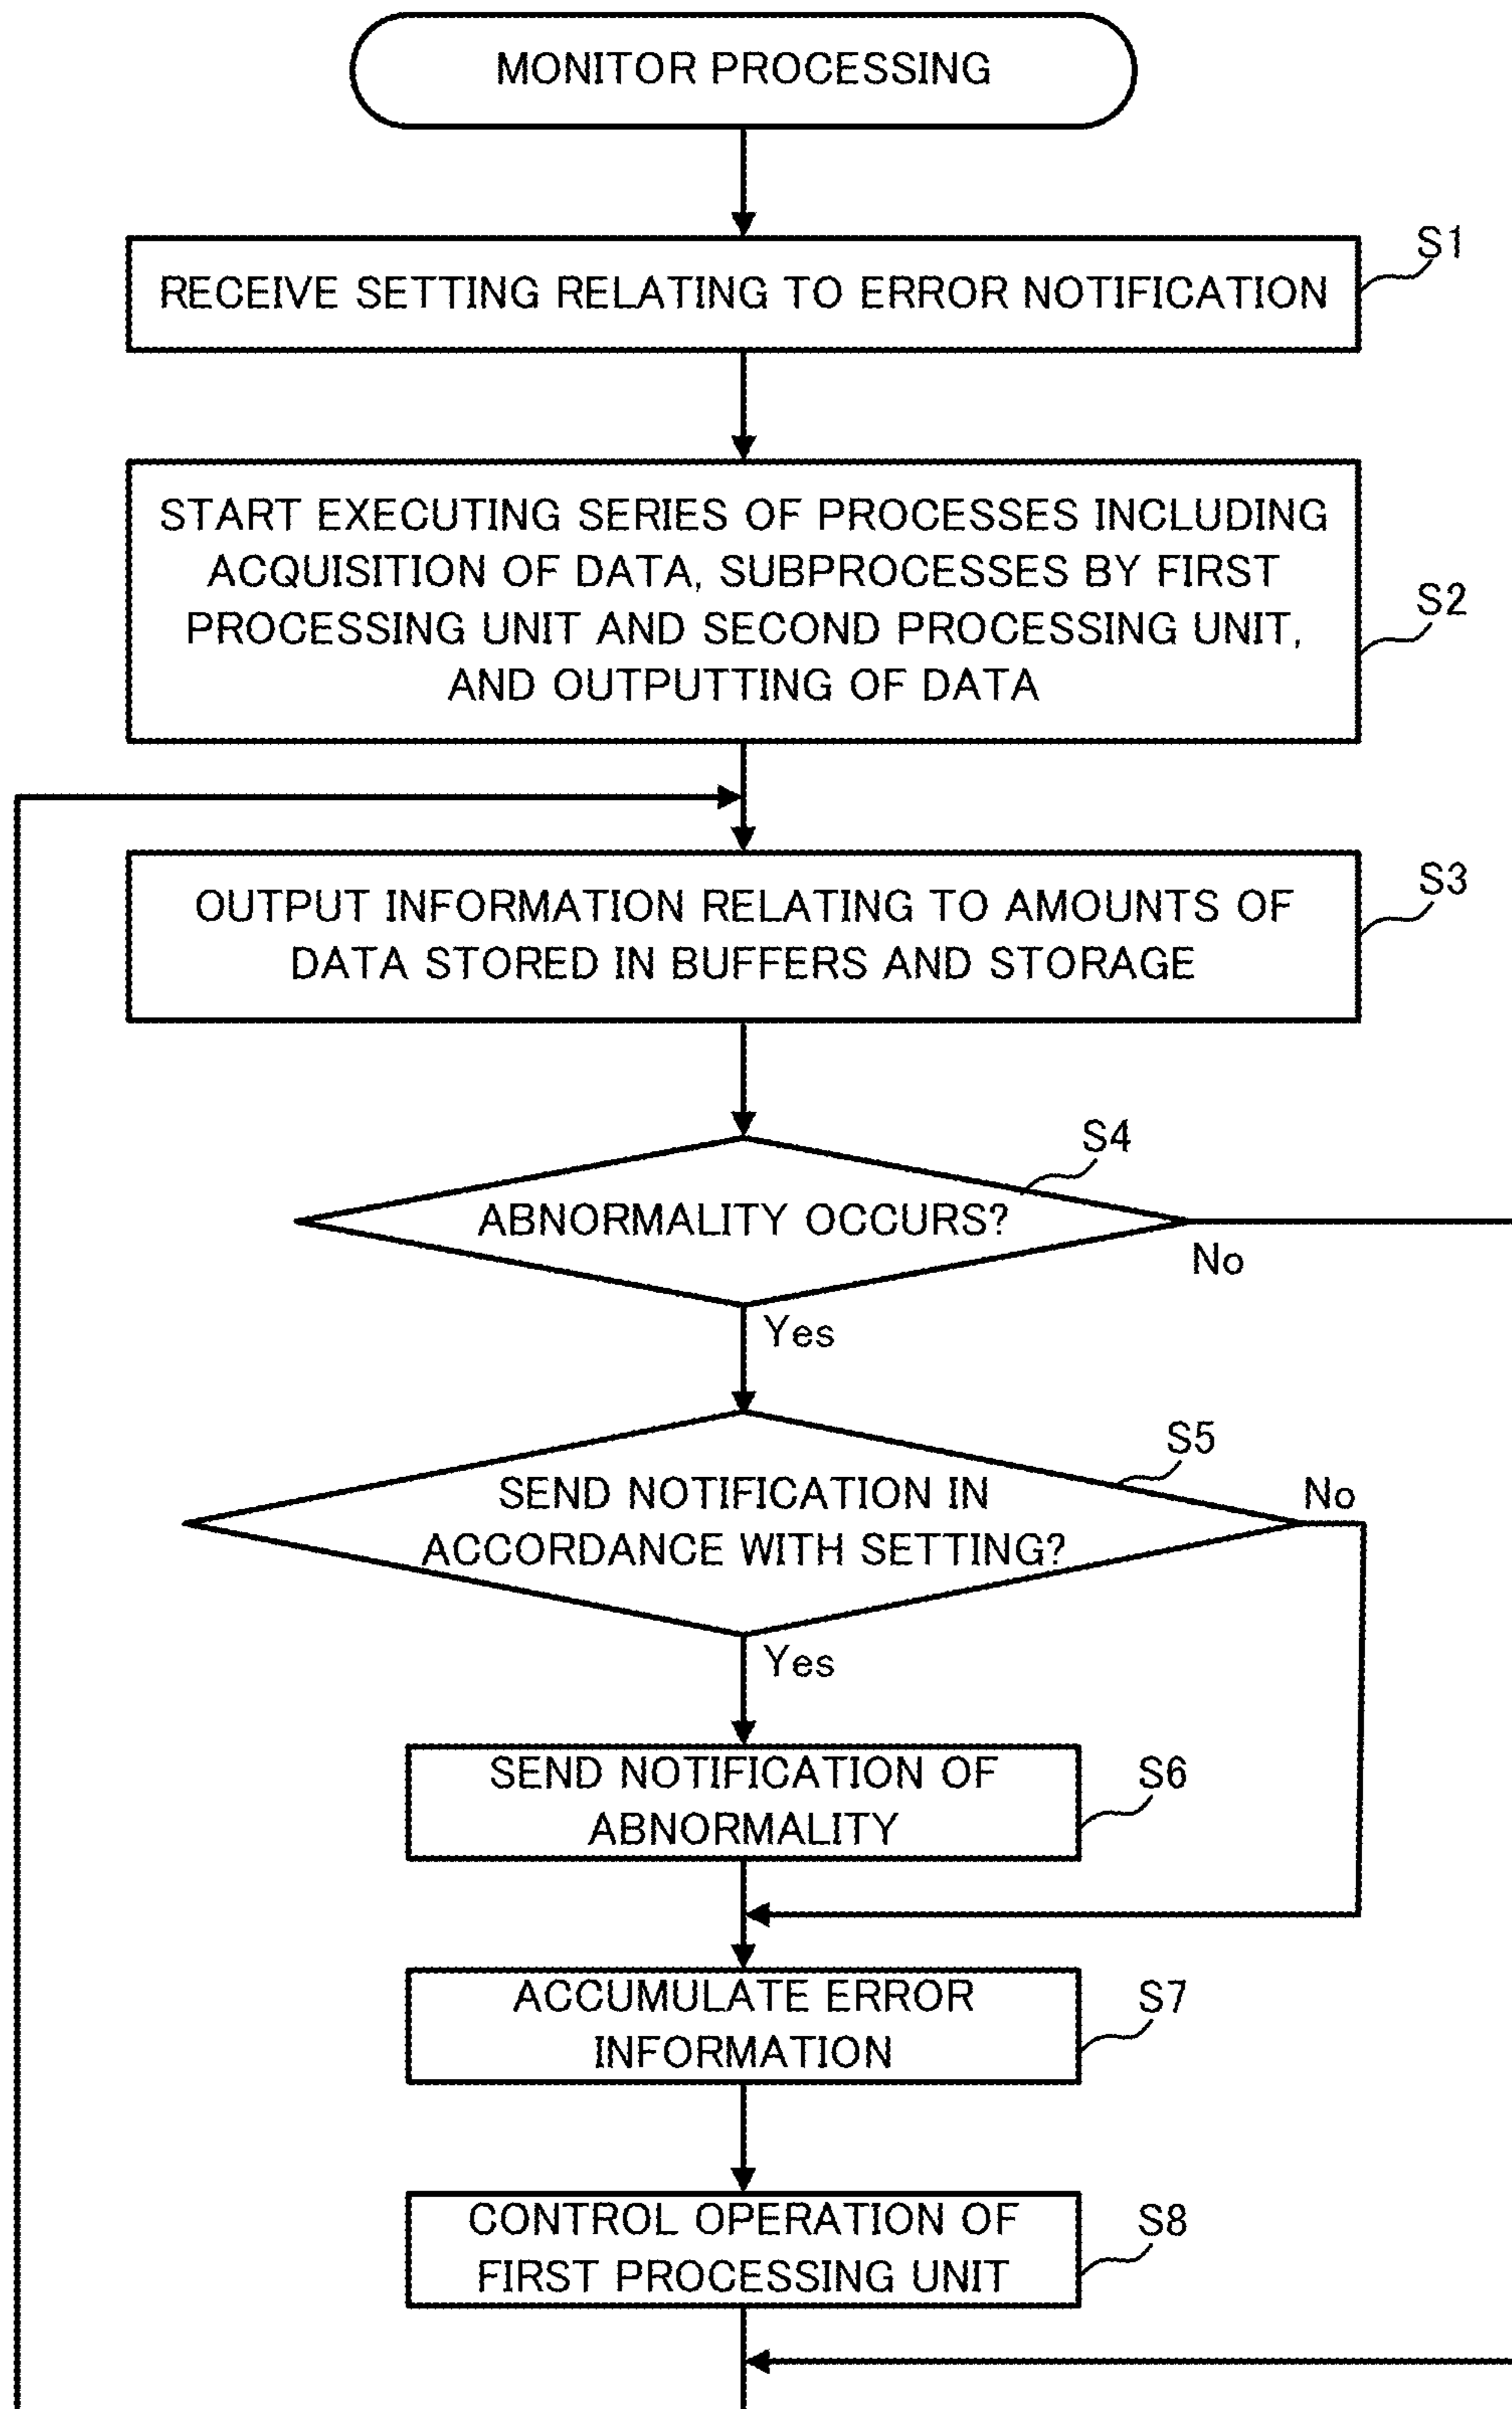 MONITOR PROCESSING
S1
RECEIVE SETTING RELATING TO ERROR NOTIFICATION
START EXECUTING SERIES OF PROCESSES INCLUDING
ACQUISITION OF DATA, SUBPROCESSES BY FIRST
PROCESSING UNIT AND SECOND PROCESSING UNIT,
AND OUTPUTTING OF DATA
S2
S3
OUTPUT INFORMATION RELATING TO AMOUNTS OF
DATA STORED IN BUFFERS AND STORAGE
S4
ABNORMALITY OCCURS?
No
Yes
S5
SEND NOTIFICATION IN
ACCORDANCE WITH SETTING?
No
Yes
SEND NOTIFICATION OF
ABNORMALITY
S6
ACCUMULATE ERROR
INFORMATION
S7
CONTROL OPERATION OF
FIRST PROCESSING UNIT
S8